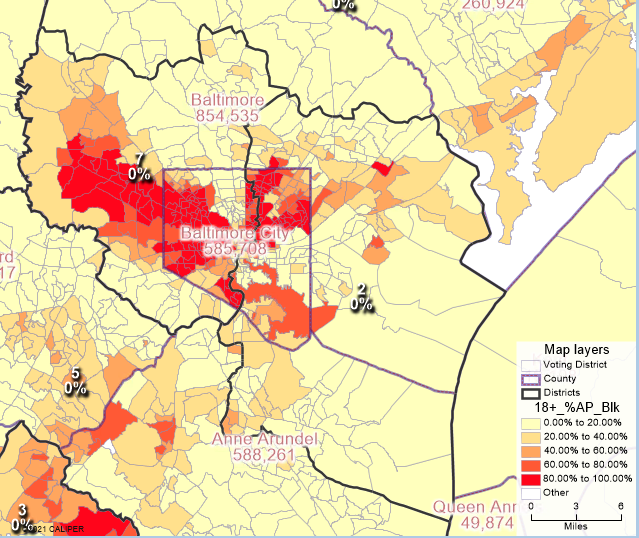 0%
260,924
Baltimore
854,535
7
0%
Baltimore City
585,708
rd
17
2
0%
5
0%
Anne Arundel
588,261
3
0%
2021 CALIPER
Queen Ann
49,874
Map layers
Voting District
County
Districts
18+_%AP_Blk
0.00% to 20.00%
20.00% to 40.00%
40.00% to 60.00%
60.00% to 80.00%
80.00% to 100.00%
Other
0 3 6
Miles